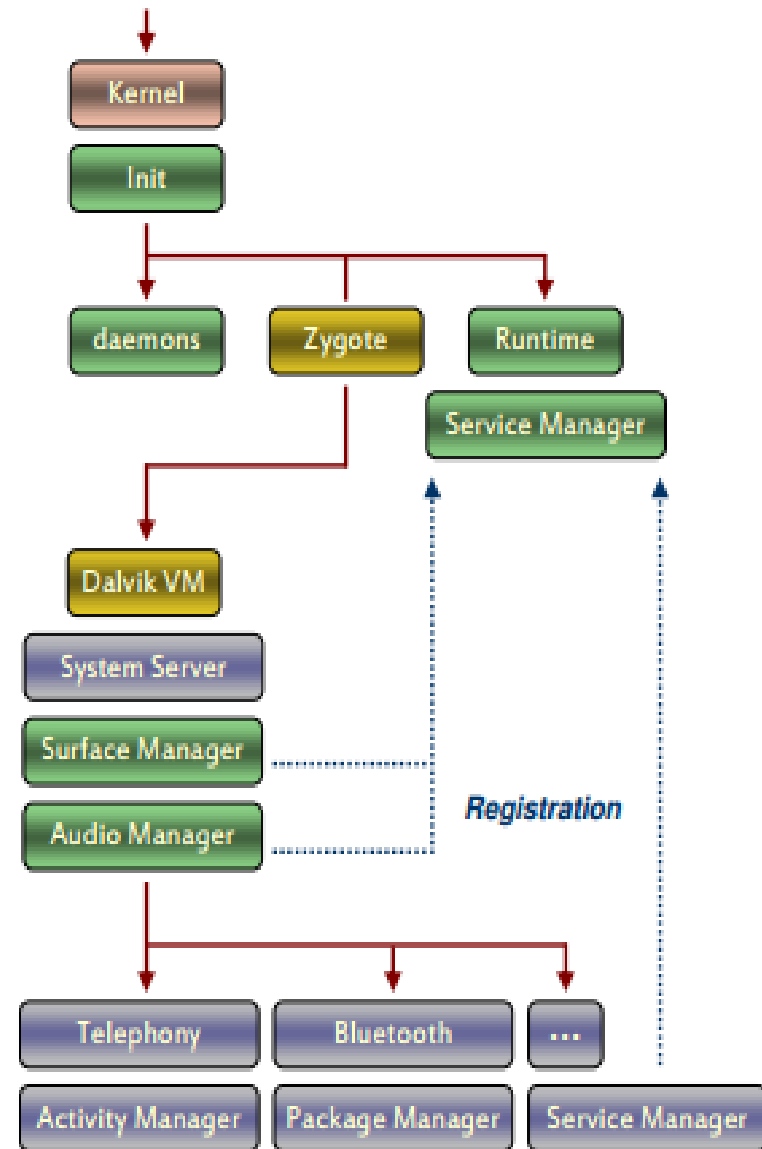 Kernel
Init
daemons
Zygote
Runtime
Service Manager
Dalvik VM
System Server
Surface Manager
Audio Manager
Registration
Telephony
Bluetooth
...
Activity Manager
Package Manager
Service Manager